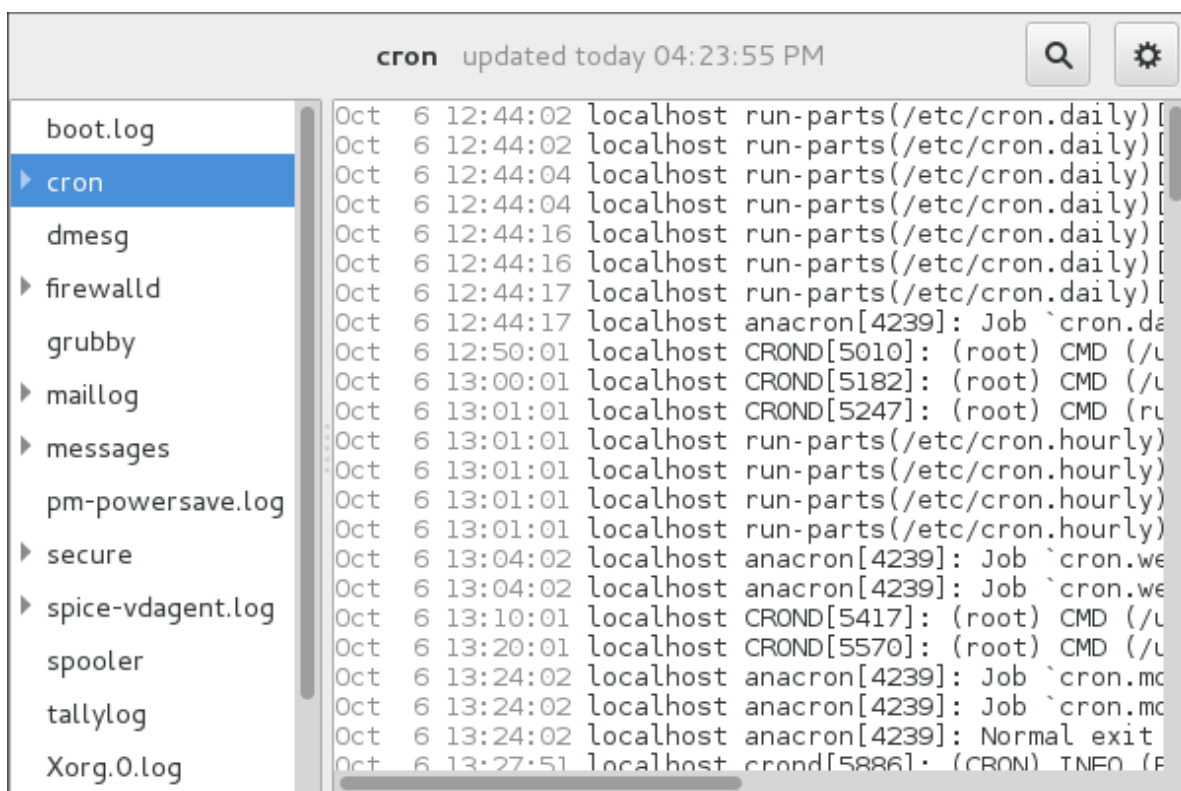 cron updated today 04:23:55 PM
boot.log
cron
dmesg
firewalld
grubby
maillog
messages
pm-powersave.log
secure
spice-vdagent.log
spooler
tallylog
Xorg.0.log
Oct 6 12:44:02 localhost run-parts(/etc/cron.daily)[
Oct 6 12:44:02 localhost run-parts(/etc/cron.daily)[
Oct 6 12:44:04 localhost run-parts(/etc/cron.daily)[
Oct 6 12:44:04 localhost run-parts(/etc/cron.daily)[
Oct 6 12:44:16 localhost run-parts(/etc/cron.daily)[
Oct 6 12:44:16 localhost run-parts(/etc/cron.daily)[
Oct 6 12:44:17 localhost run-parts(/etc/cron.daily)[
Oct 6 12:44:17 localhost anacron[4239]: Job `cron.da
Oct 6 12:50:01 localhost CROND[5010]: (root) CMD (/u
Oct 6 13:00:01 localhost CROND[5182]: (root) CMD (/u
Oct 6 13:01:01 localhost CROND[5247]: (root) CMD (ru
Oct 6 13:01:01 localhost run-parts(/etc/cron.hourly)
Oct 6 13:01:01 localhost run-parts(/etc/cron.hourly)
Oct 6 13:01:01 localhost run-parts(/etc/cron.hourly)
Oct 6 13:01:01 localhost run-parts(/etc/cron.hourly)
Oct 6 13:04:02 localhost anacron[4239]: Job `cron.we
Oct 6 13:04:02 localhost anacron[4239]: Job `cron.we
Oct 6 13:10:01 localhost CROND[5417]: (root) CMD (/u
Oct 6 13:20:01 localhost CROND[5570]: (root) CMD (/u
Oct 6 13:24:02 localhost anacron[4239]: Job `cron.mo
Oct 6 13:24:02 localhost anacron[4239]: Job `cron.mo
Oct 6 13:24:02 localhost anacron[4239]: Normal exit
Oct 6 13:27:51 localhost crond[5886]: (CRON) INFO (